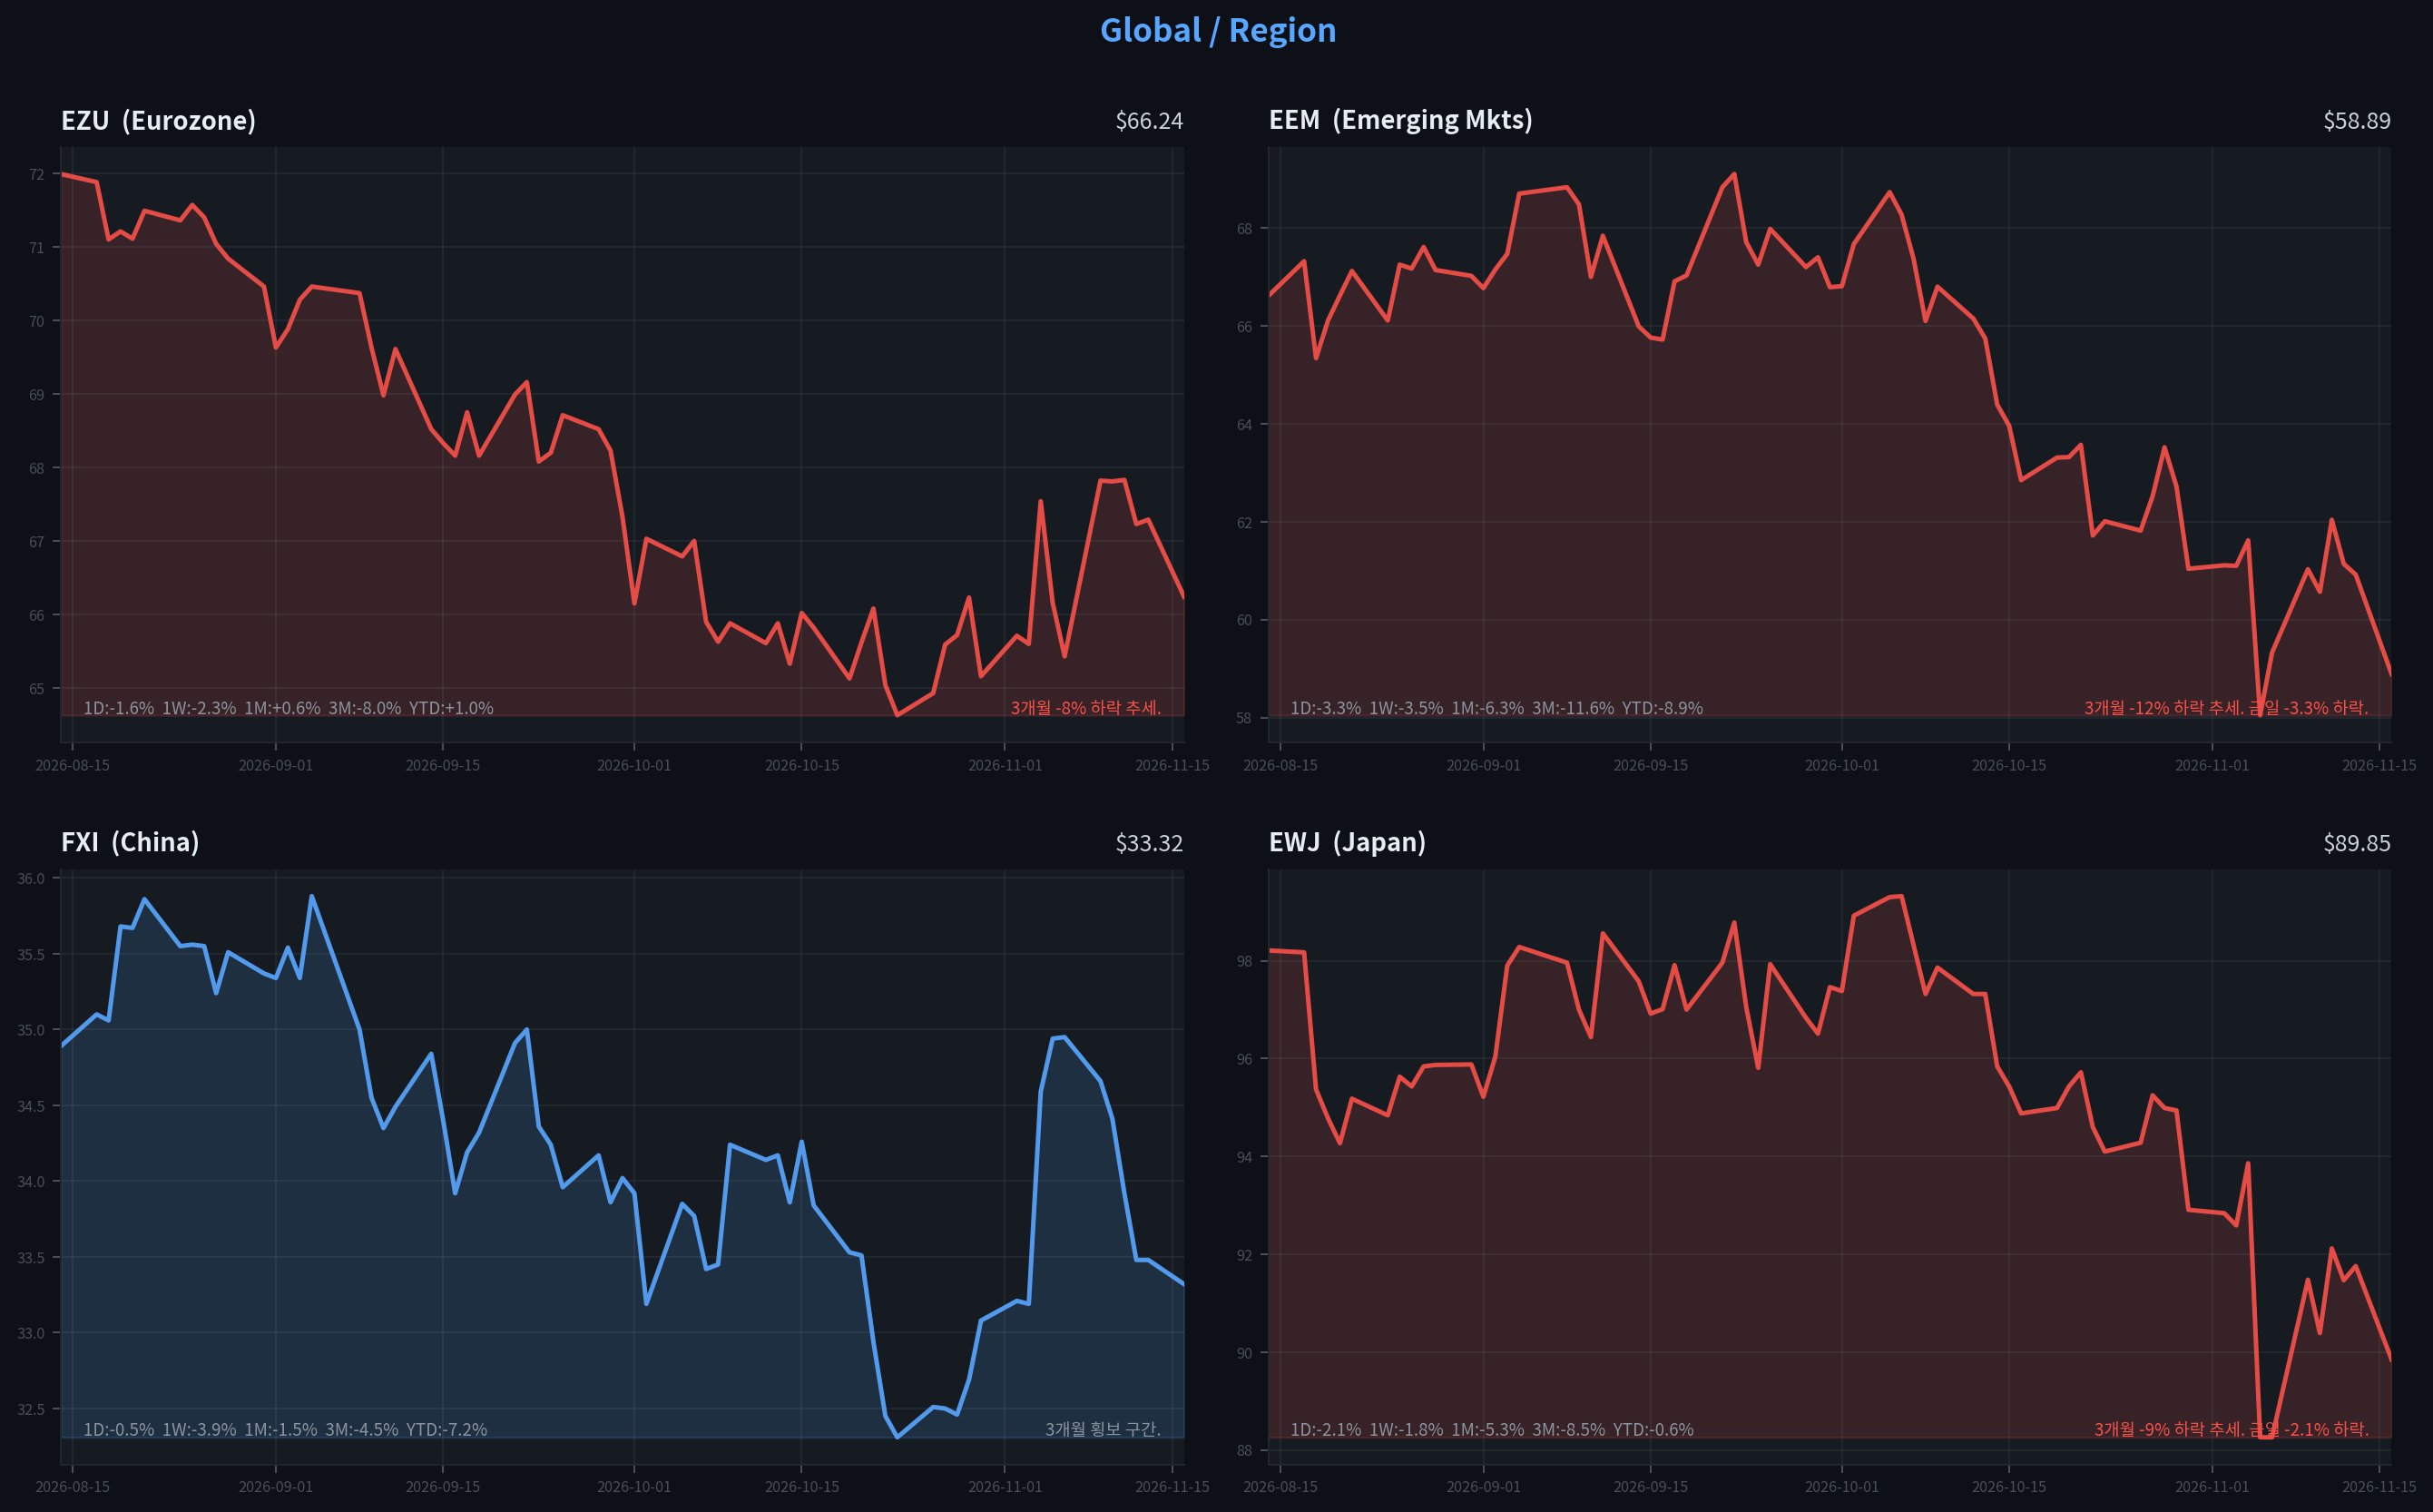 Global / Region
EZU (Eurozone)
$66.24
72
71
70
69
68
67
66
65
1D:-1.6% 1W:-2.3% 1M:+0.6% 3M:-8.0% YTD:+1.0%
3개월 -8% 하락 추세.
2026-08-15 2026-09-01 2026-09-15 2026-10-01 2026-10-15 2026-11-01 2026-11-15
EEM (Emerging Mkts)
$58.89
68
66
64
62
60
58
1D:-3.3% 1W:-3.5% 1M:-6.3% 3M:-11.6% YTD:-8.9%
3개월 -12% 하락 추세. 금일 -3.3% 하락.
2026-08-15 2026-09-01 2026-09-15 2026-10-01 2026-10-15 2026-11-01 2026-11-15
FXI (China)
$33.32
36.0
35.5
35.0
34.5
34.0
33.5
33.0
32.5
1D:-0.5% 1W:-3.9% 1M:-1.5% 3M:-4.5% YTD:-7.2%
3개월 횡보 구간.
2026-08-15 2026-09-01 2026-09-15 2026-10-01 2026-10-15 2026-11-01 2026-11-15
EWJ (Japan)
$89.85
98
96
94
92
90
88
1D:-2.1% 1W:-1.8% 1M:-5.3% 3M:-8.5% YTD:-0.6%
3개월 -9% 하락 추세. 금일 -2.1% 하락.
2026-08-15 2026-09-01 2026-09-15 2026-10-01 2026-10-15 2026-11-01 2026-11-15